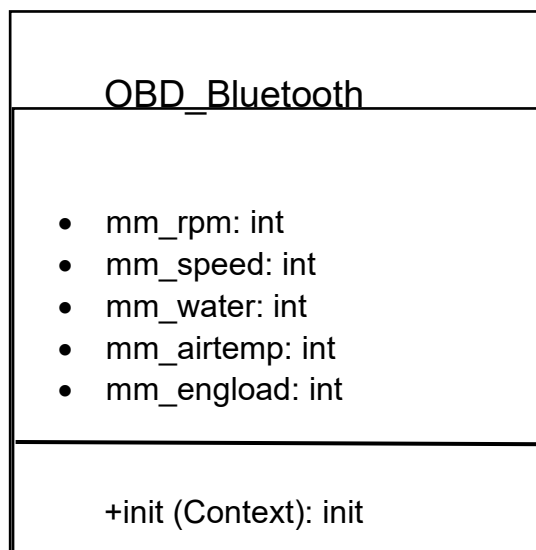 OBD_Bluetooth
• mm_rpm: int
• mm_speed: int
• mm_water: int
• mm_airtemp: int
• mm_engload: int
+init (Context): init